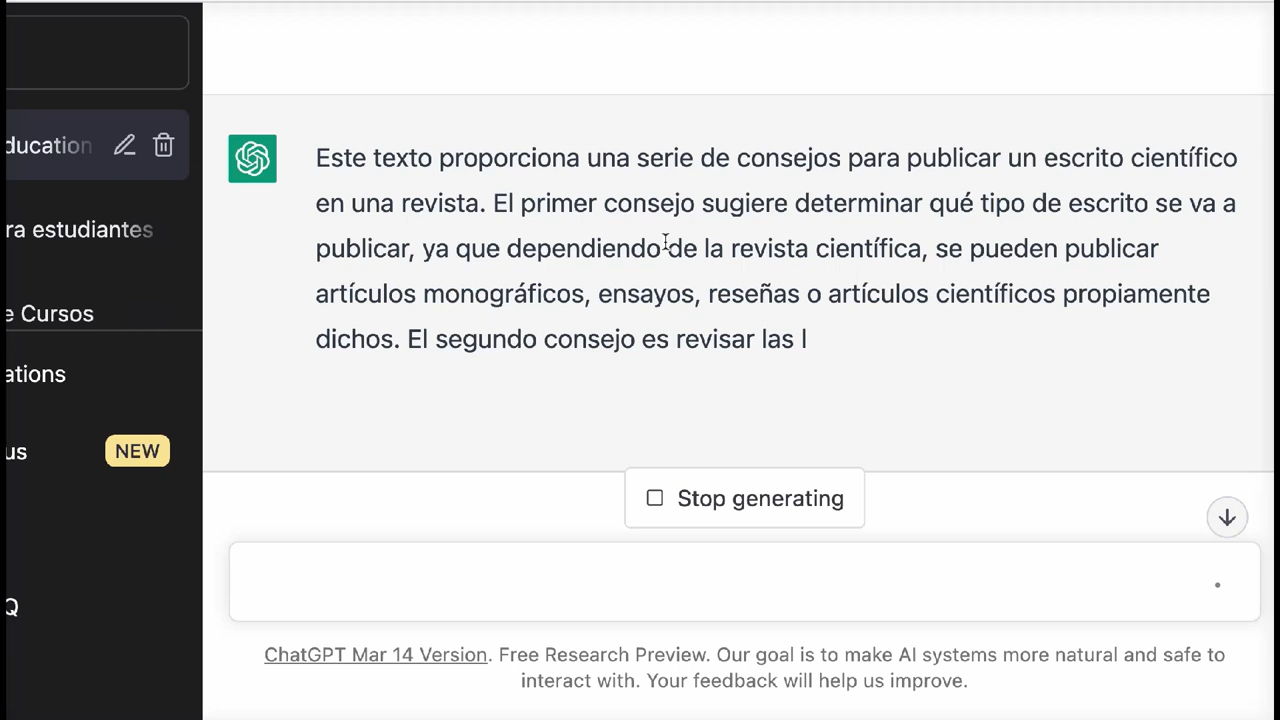 ducation
ra estudiantes
e Cursos
ations
us NEW
Q
Este texto proporciona una serie de consejos para publicar un escrito científico
en una revista. El primer consejo sugiere determinar qué tipo de escrito se va a
publicar, ya que dependiendo de la revista científica, se pueden publicar
artículos monográficos, ensayos, reseñas o artículos científicos propiamente
dichos. El segundo consejo es revisar las l
Stop generating
ChatGPT Mar 14 Version. Free Research Preview. Our goal is to make AI systems more natural and safe to
interact with. Your feedback will help us improve.